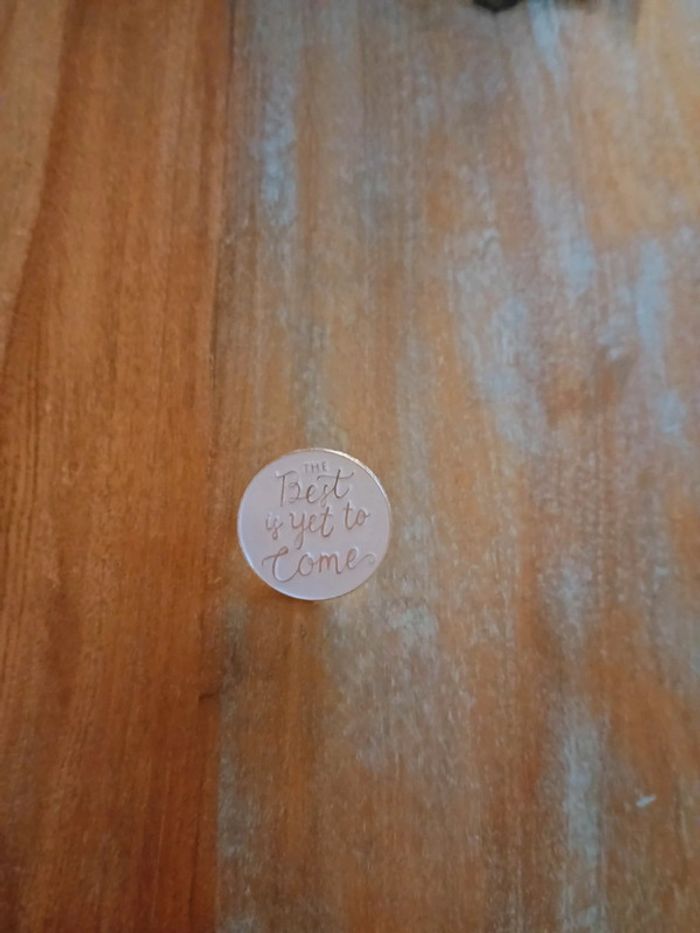 THE
Best
is yet to
Come